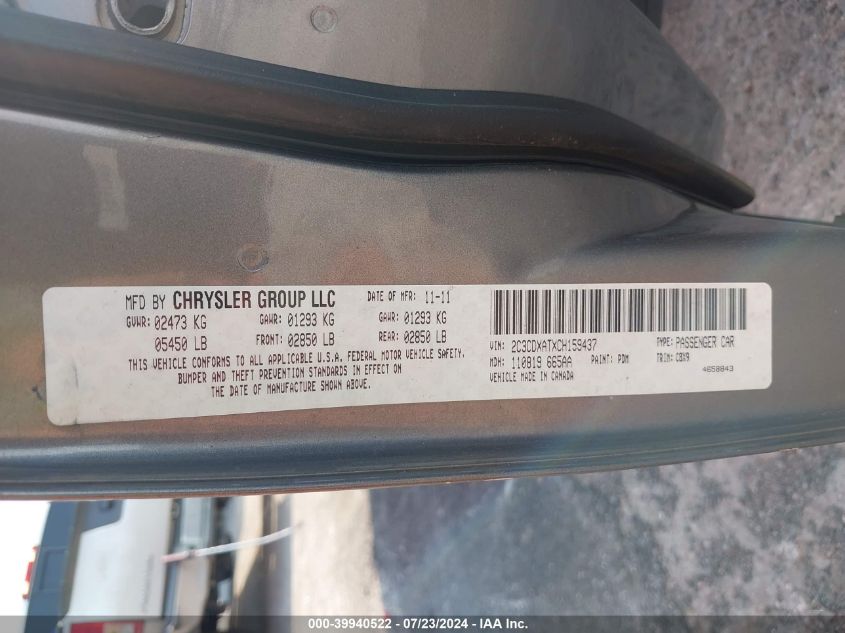 MFD BY CHRYSLER GROUP LLC DATE OF MFR: 11-11
GVWR: 02473 KG GAWR: 01293 KG GAWR: 01293 KG
05450 LB FRONT: 02850 LB REAR: 02850 LB
THIS VEHICLE CONFORMS TO ALL APPLICABLE U.S.A. FEDERAL MOTOR VEHICLE SAFETY,
BUMPER AND THEFT PREVENTION STANDARDS IN EFFECT ON
THE DATE OF MANUFACTURE SHOWN ABOVE.
VIN: 2C3CDXATXCH159437 TYPE: PASSENGER CAR
MDH: 110819 665AA PAINT: PDM TRIM: CBX9
VEHICLE MADE IN CANADA 4658843
000-39940522 / 07/23/2024 - IAA Inc.